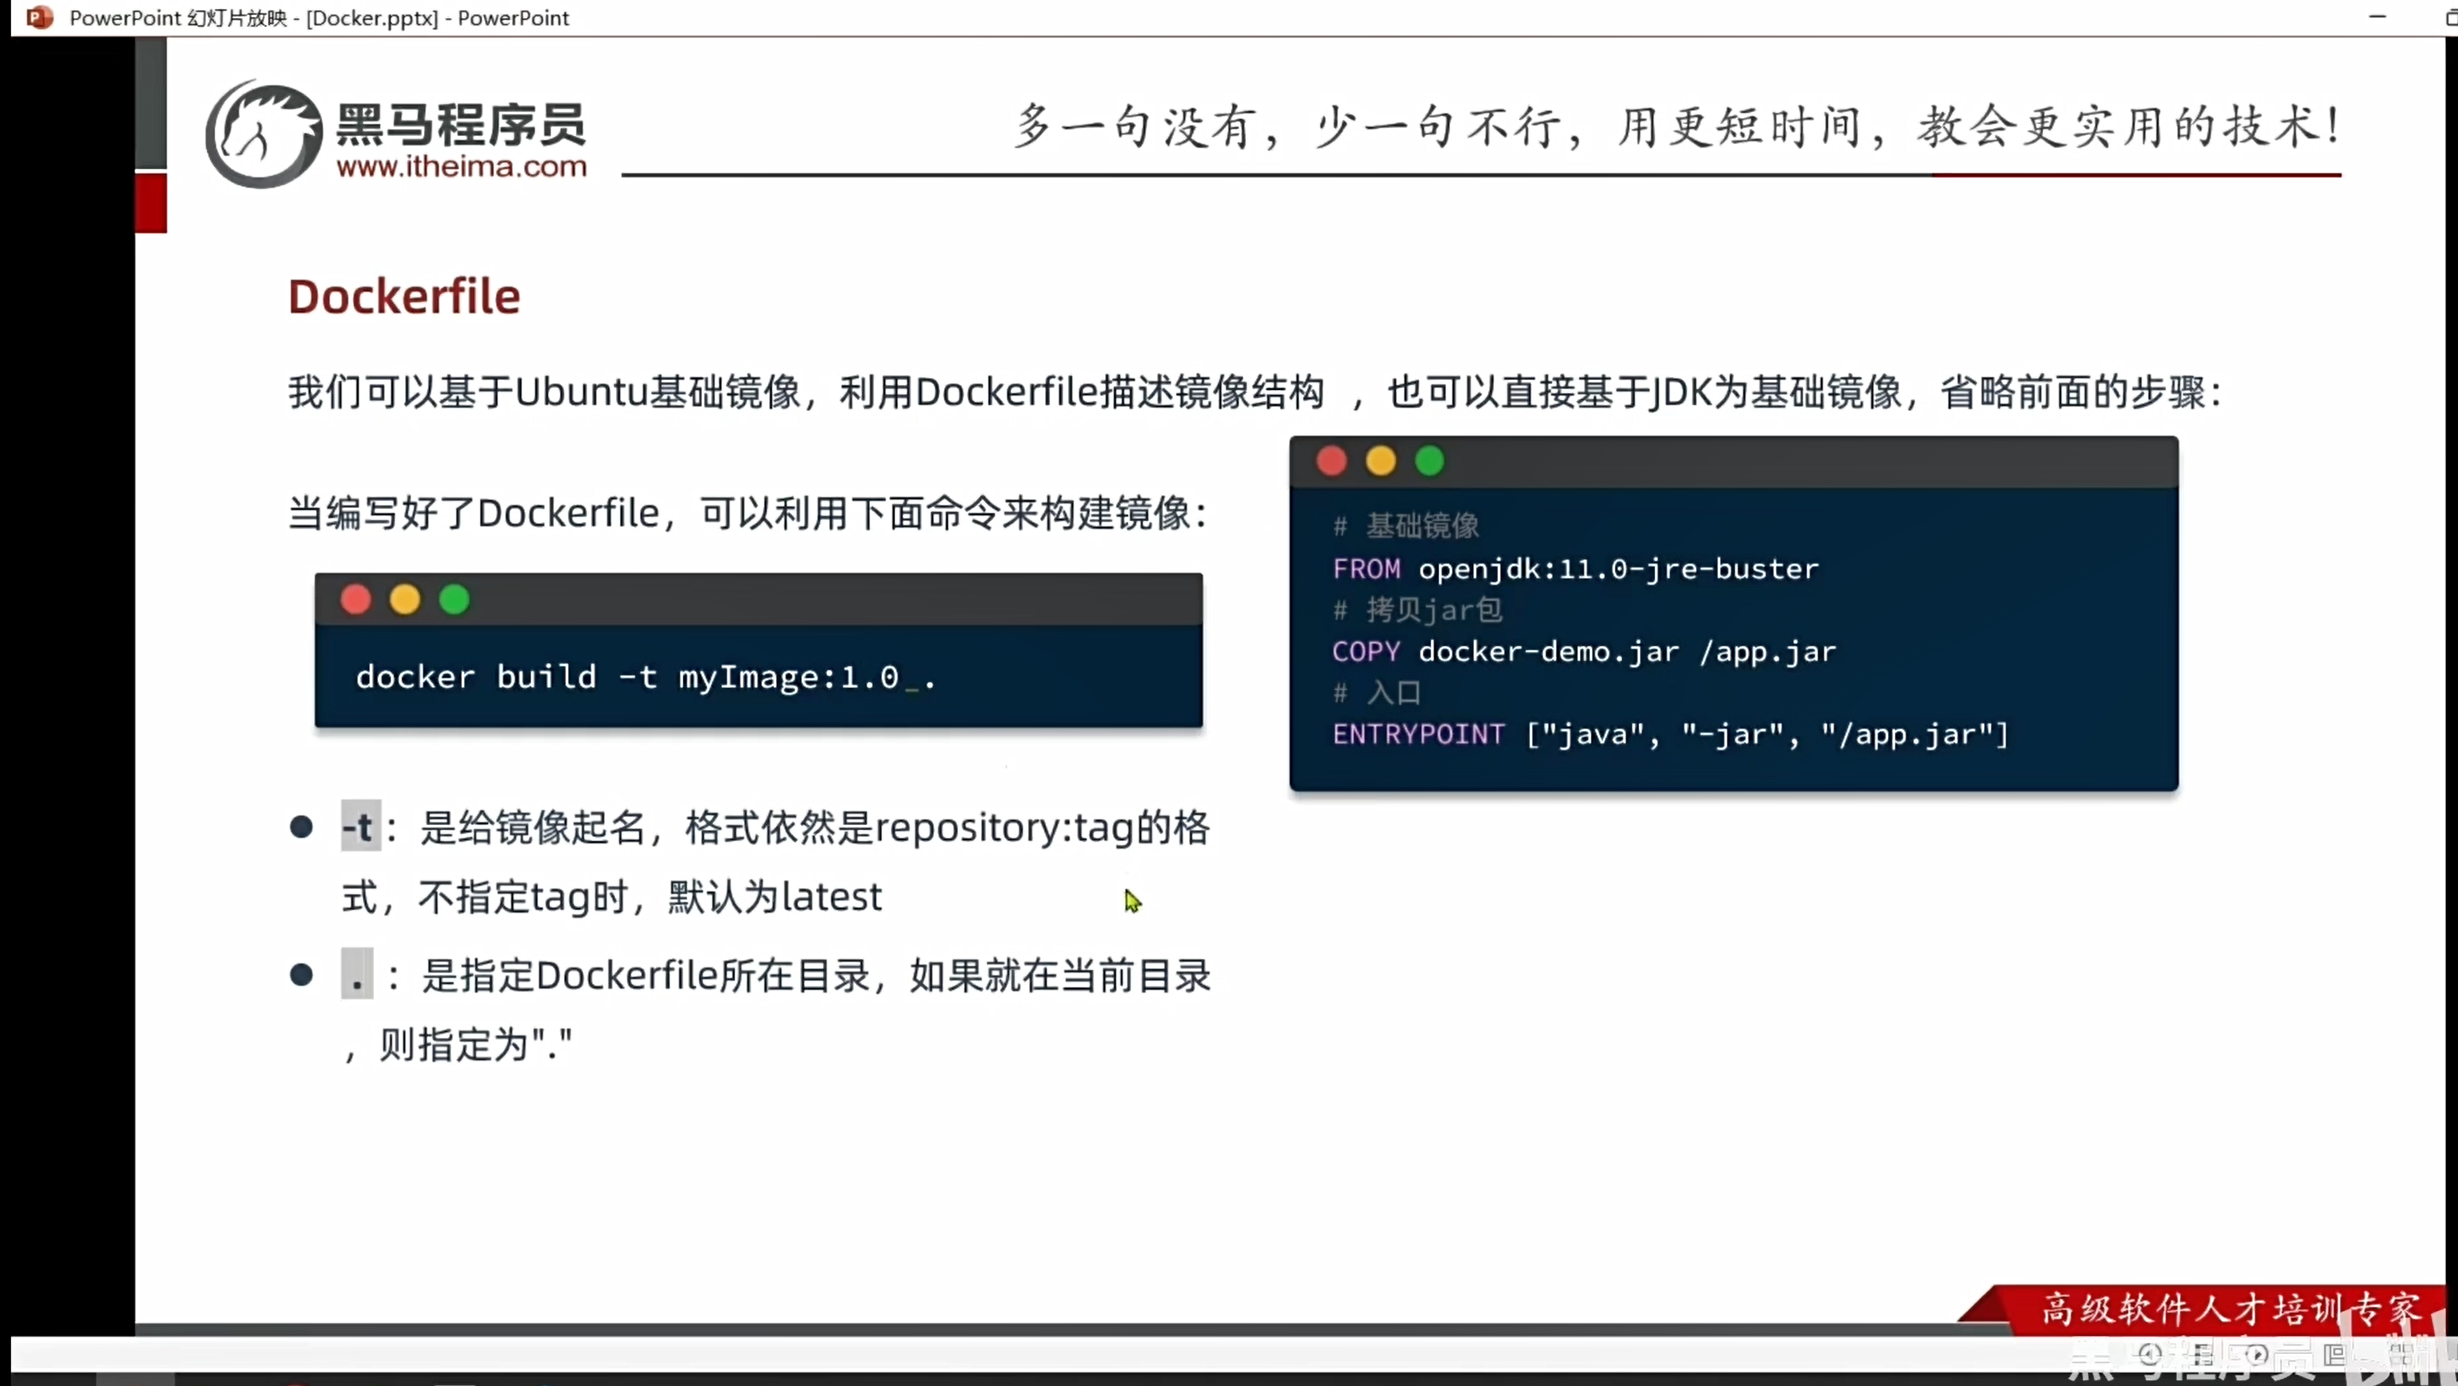 PowerPoint 幻灯片放映 - [Docker.pptx] - PowerPoint
黑马程序员
www.itheima.com
多一句没有，少一句不行，用更短时间，教会更实用的技术！
Dockerfile
我们可以基于Ubuntu基础镜像，利用Dockerfile描述镜像结构 ，也可以直接基于JDK为基础镜像，省略前面的步骤：
当编写好了Dockerfile，可以利用下面命令来构建镜像：
docker build -t myImage:1.0 .
-t：是给镜像起名，格式依然是repository:tag的格
式，不指定tag时，默认为latest
. ：是指定Dockerfile所在目录，如果就在当前目录
，则指定为"."
# 基础镜像
FROM openjdk:11.0-jre-buster
# 拷贝jar包
COPY docker-demo.jar /app.jar
# 入口
ENTRYPOINT ["java", "-jar", "/app.jar"]
高级软件人才培训专家
黑马程序员